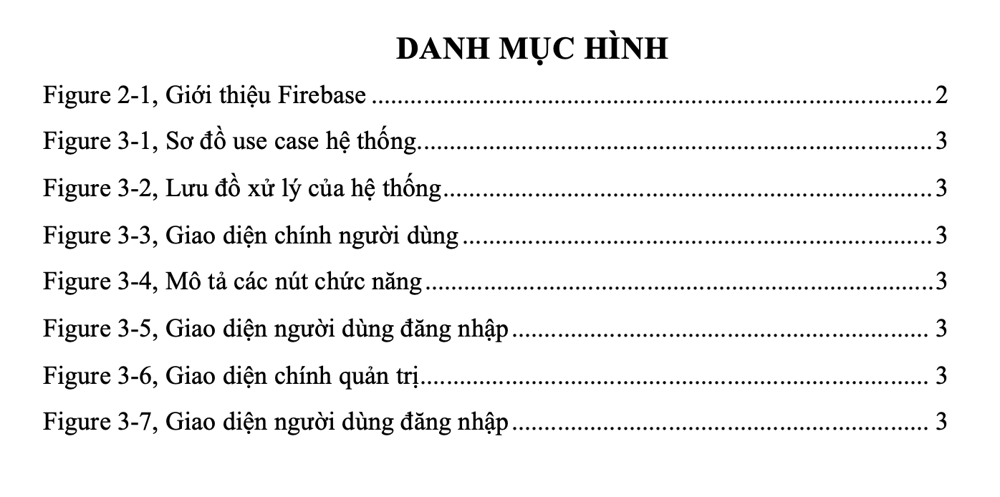 DANH MỤC HÌNH
Figure 2-1, Giới thiệu Firebase........................................................................................2
Figure 3-1, Sơ đồ use case hệ thống................................................................................3
Figure 3-2, Lưu đồ xử lý của hệ thống............................................................................3
Figure 3-3, Giao diện chính người dùng.........................................................................3
Figure 3-4, Mô tả các nút chức năng...............................................................................3
Figure 3-5, Giao diện người dùng đăng nhập................................................................. 3
Figure 3-6, Giao diện chính quản trị............................................................................... 3
Figure 3-7, Giao diện người dùng đăng nhập................................................................. 3